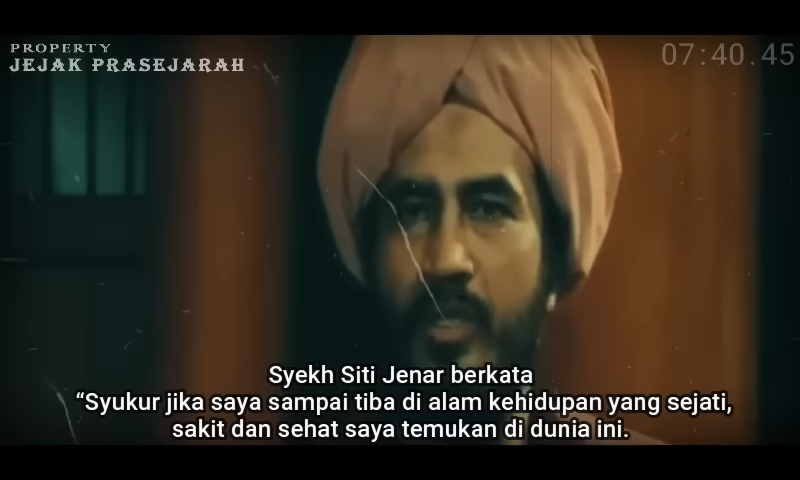 PROPERTY
JEJAK PRASEJARAH
07:40.45
Syekh Siti Jenar berkata
“Syukur jika saya sampai tiba di alam kehidupan yang sejati,
sakit dan sehat saya temukan di dunia ini.